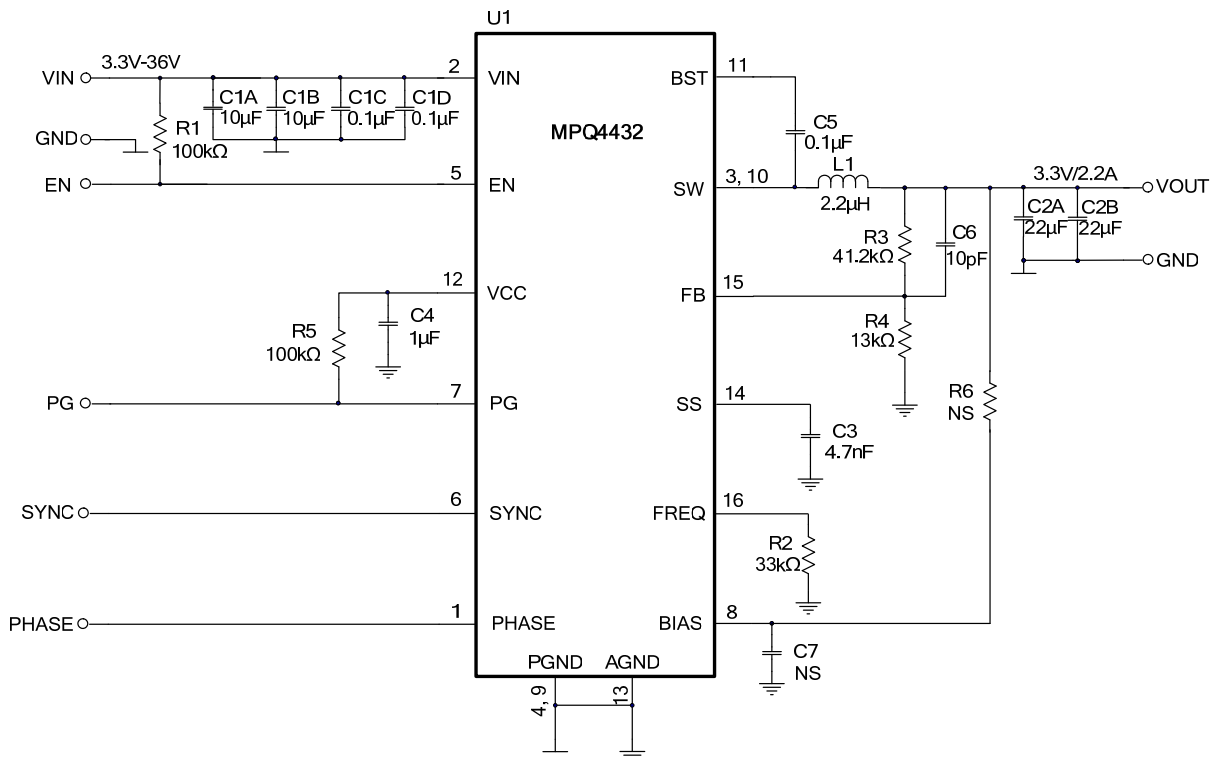 U1
VIN
3.3V-36V
2
VIN
C1A
10µF
C1B
10µF
C1C
0.1µF
C1D
0.1µF
GND
R1
100kΩ
EN
5
EN
MPQ4432
BST
11
C5
0.1µF
SW
3, 10
L1
2.2µH
3.3V/2.2A
VOUT
C2A
22µF
C2B
22µF
GND
R3
41.2kΩ
C6
10pF
12
VCC
C4
1µF
R5
100kΩ
FB
15
R4
13kΩ
PG
7
PG
SS
14
C3
4.7nF
R6
NS
SYNC
6
SYNC
FREQ
16
R2
33kΩ
PHASE
1
PHASE
BIAS
8
C7
NS
PGND
AGND
4, 9
13